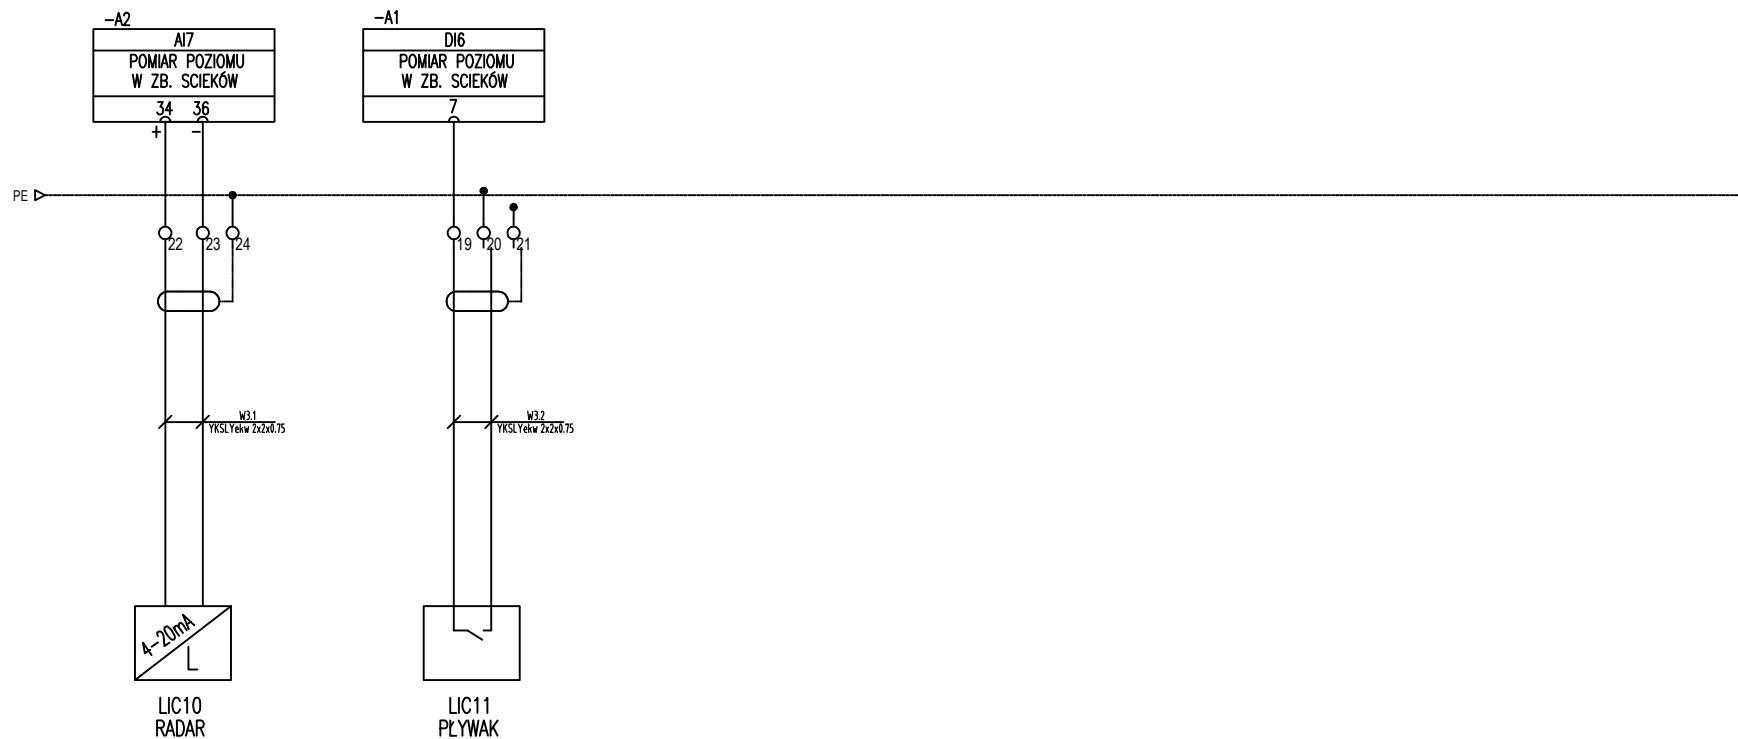 –A2
AI7
POMIAR POZIOMU
W ZB. SCIEKÓW
34 36
+ –
–A1
DI6
POMIAR POZIOMU
W ZB. SCIEKÓW
7
PE
22 23 24
19 20 21
W3.1
YKSLYekw 2x2x0.75
W3.2
YKSLYekw 2x2x0.75
4–20mA
L
LIC10
RADAR
LIC11
PŁYWAK